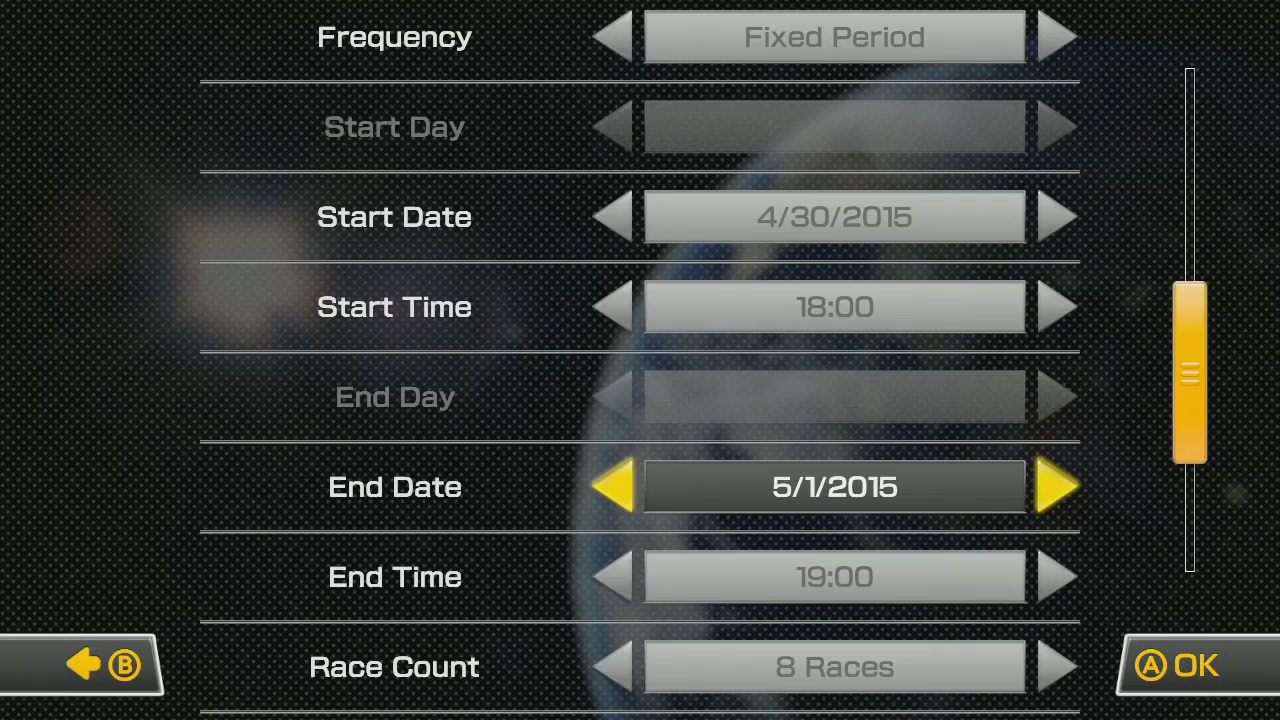 Frequency Fixed Period
Start Day
Start Date 4/30/2015
Start Time 18:00
End Day
End Date 5/1/2015
End Time 19:00
Race Count 8 Races
B
A OK